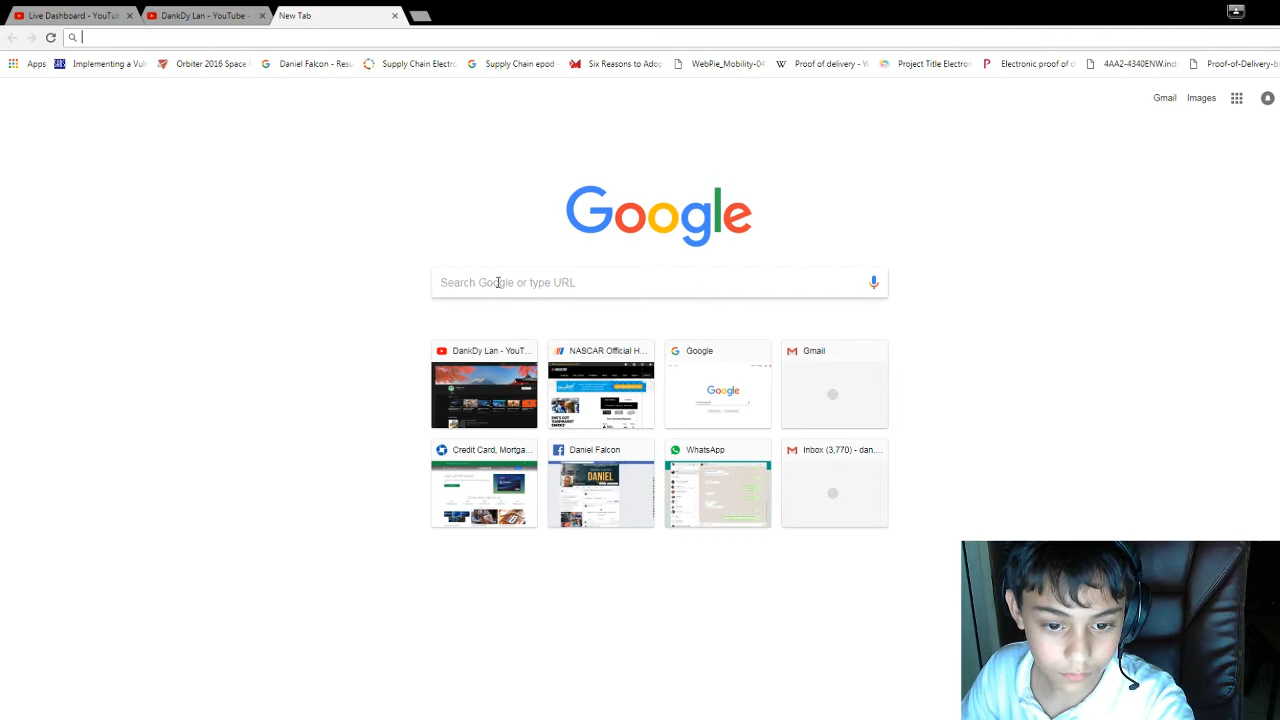 Live Dashboard - YouTub
DankDy Lan - YouTube -
New Tab
Apps
Implementing a Vul
Orbiter 2016 Space
Daniel Falcon - Resu
Supply Chain Electro
Supply Chain epod -
Six Reasons to Adop
WebPie_Mobility-04
Proof of delivery - W
Project Title Electron
Electronic proof of d
4AA2-4340ENW.ind
Proof-of-Delivery-b
Gmail Images
Google
Search Google or type URL
DankDy Lan - YouT...
NASCAR Official H...
Google
Gmail
Google
Credit Card, Mortga...
Daniel Falcon
WhatsApp
Inbox (3,770) - dan....
DANIEL